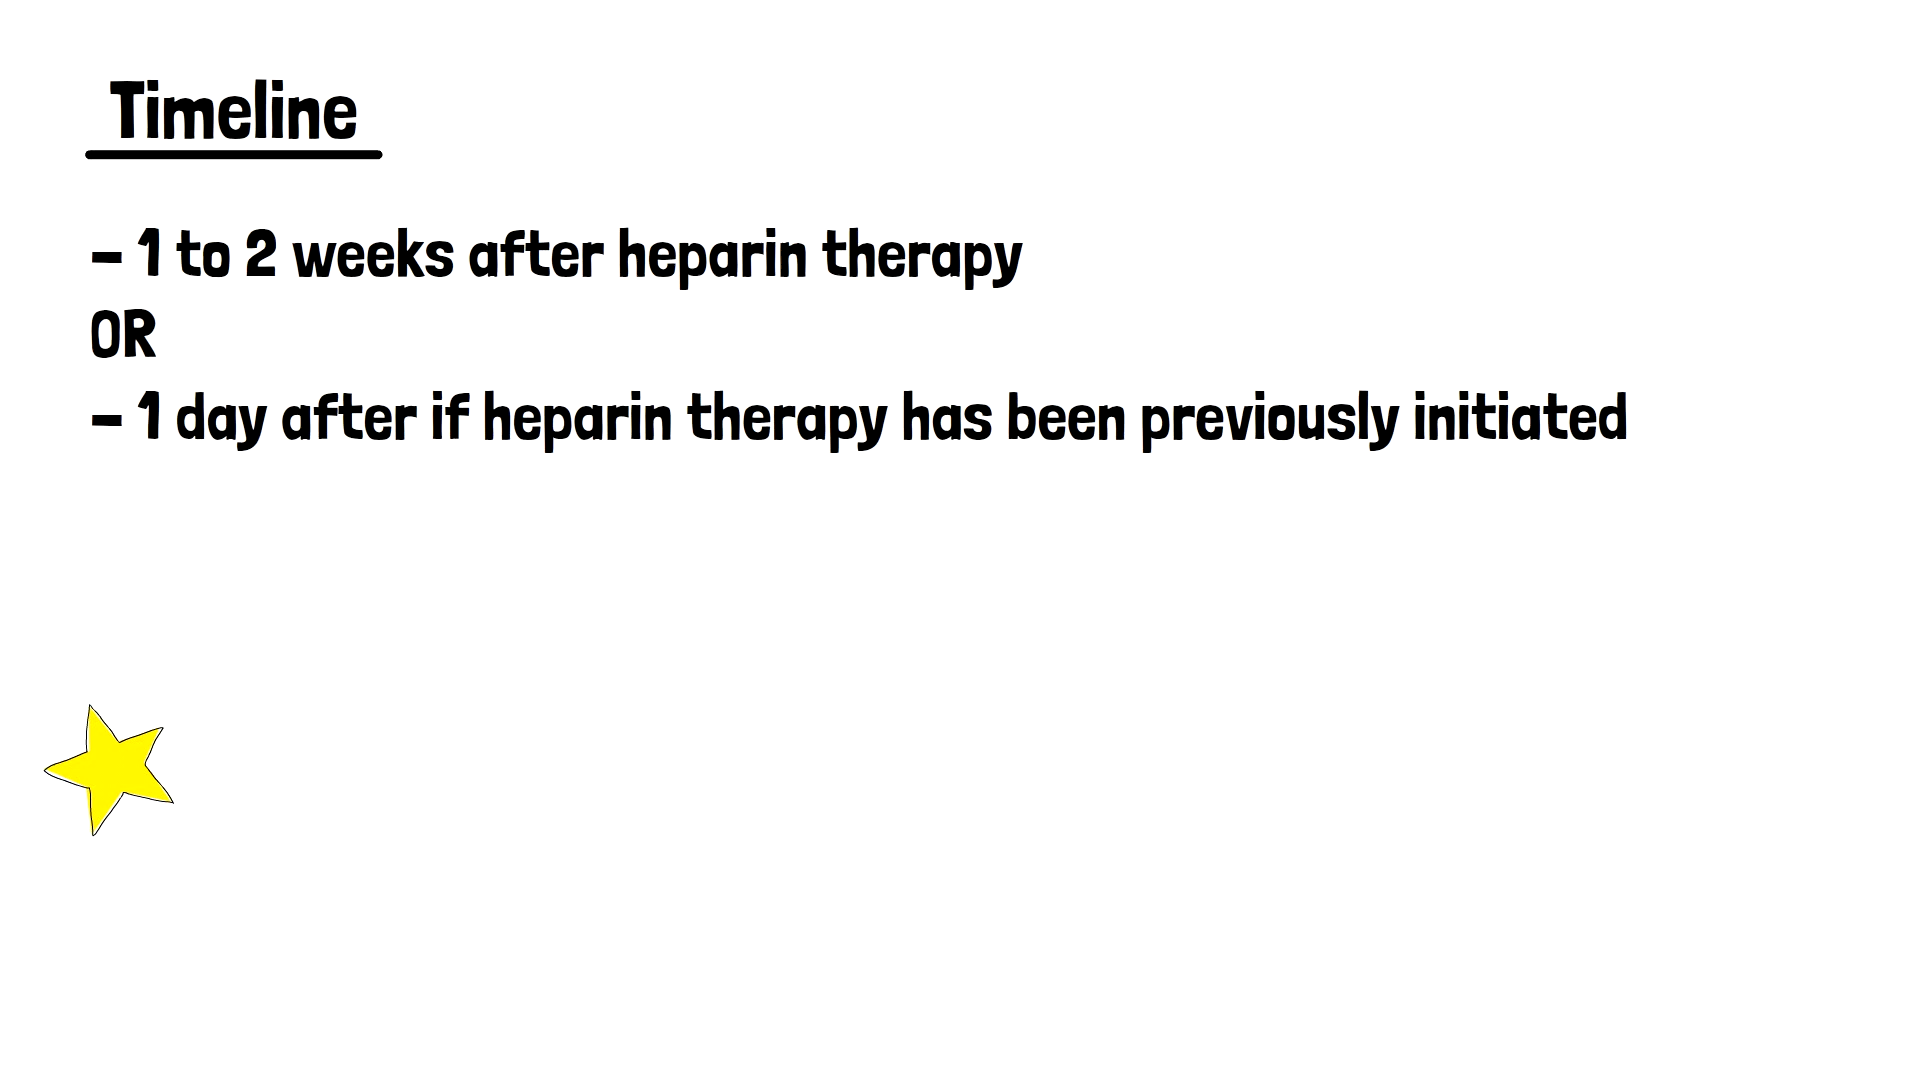 Timeline
- 1 to 2 weeks after heparin therapy
OR
- 1 day after if heparin therapy has been previously initiated